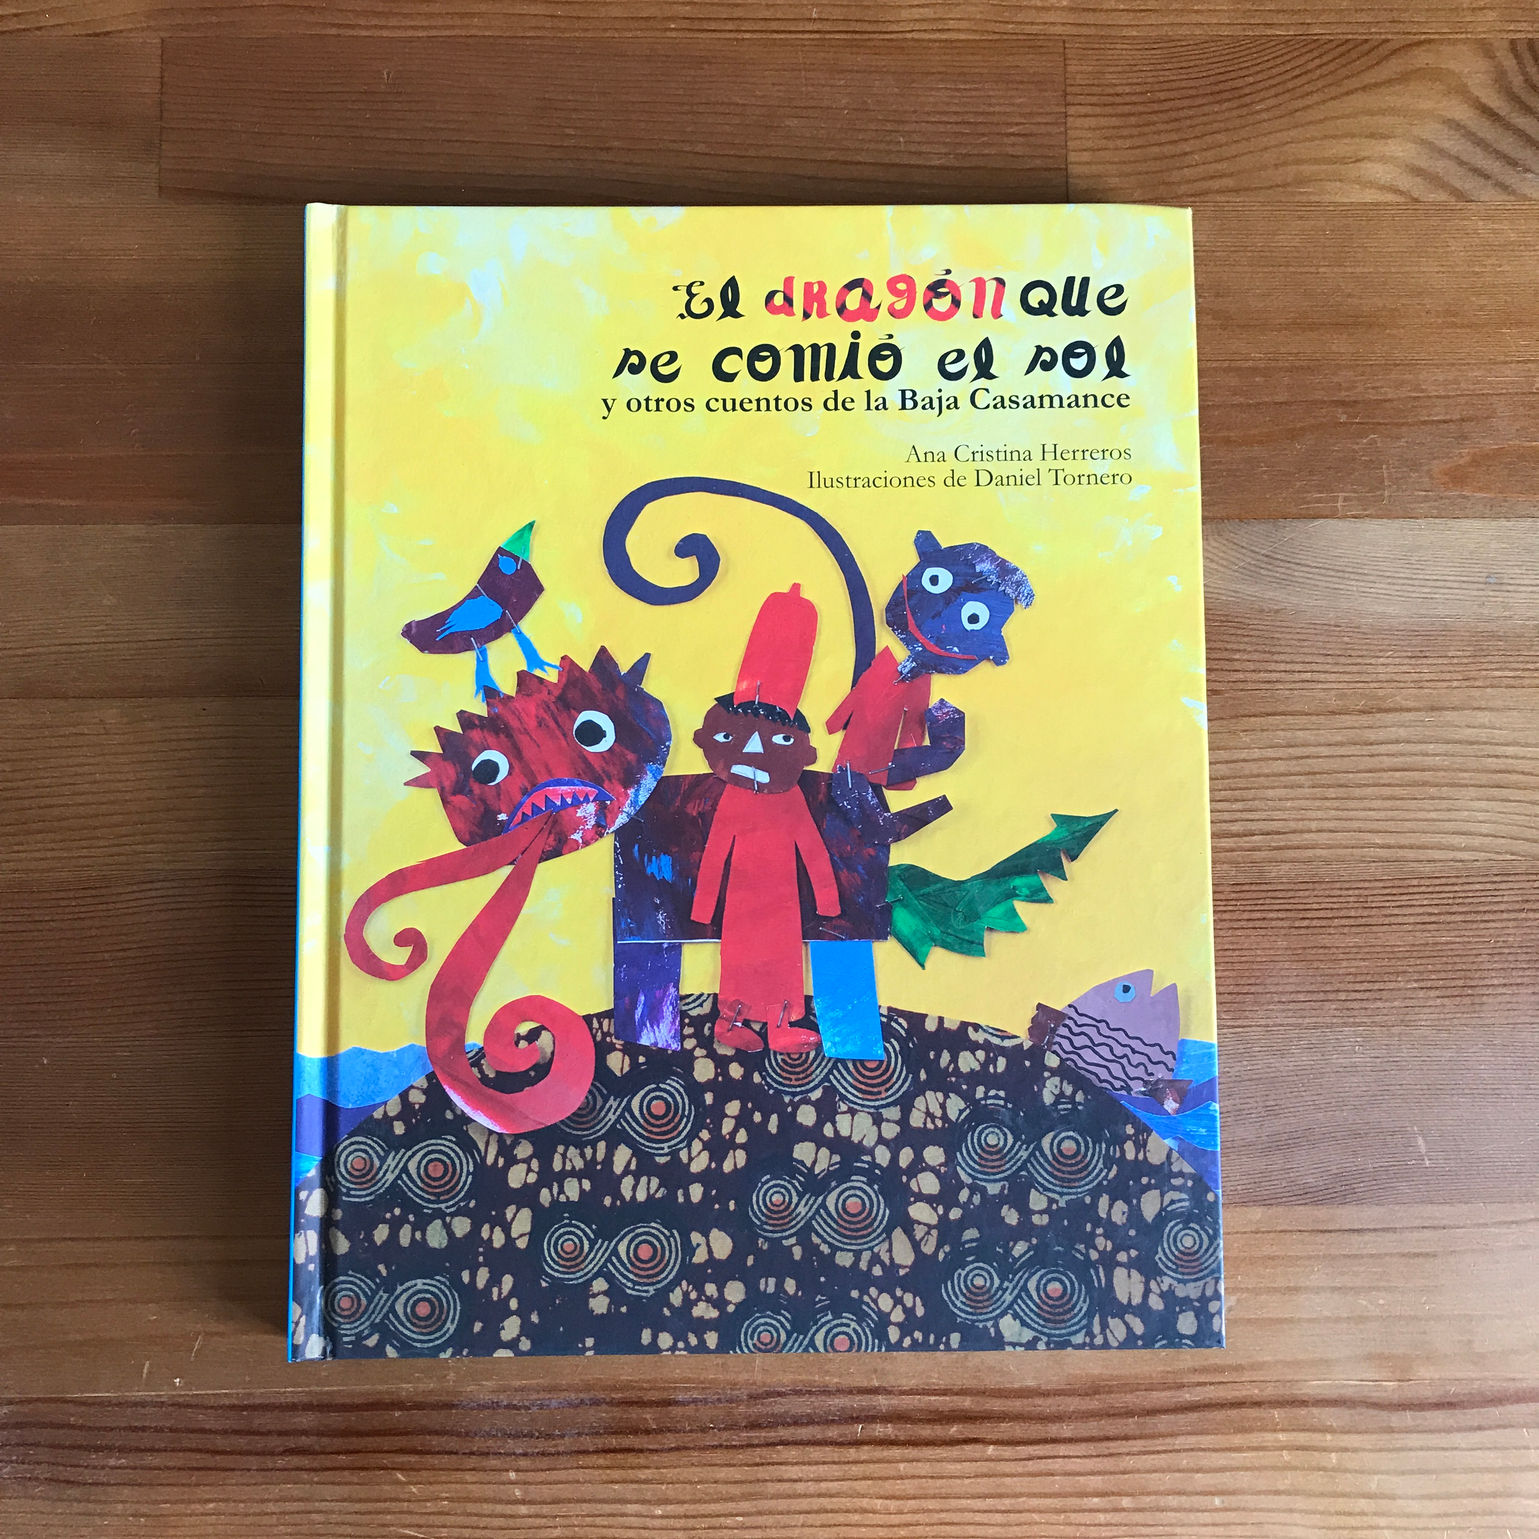 El dragón que
se comió el sol
y otros cuentos de la Baja Casamance
Ana Cristina Herreros
Ilustraciones de Daniel Tornero